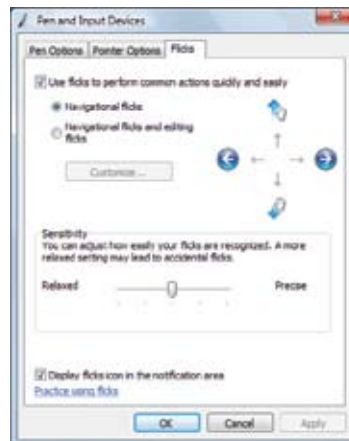 Pen and Input Devices
Pen Options Pointer Options Flicks
Use flicks to perform common actions quickly and easily
Navigational flicks
Navigational flicks and editing
flicks
Customize ...
Sensitivity
You can adjust how easily your flicks are recognized. A more
relaxed setting may lead to accidental flicks.
Relaxed Precise
Display flicks icon in the notification area
Practice using flicks
OK Cancel Apply